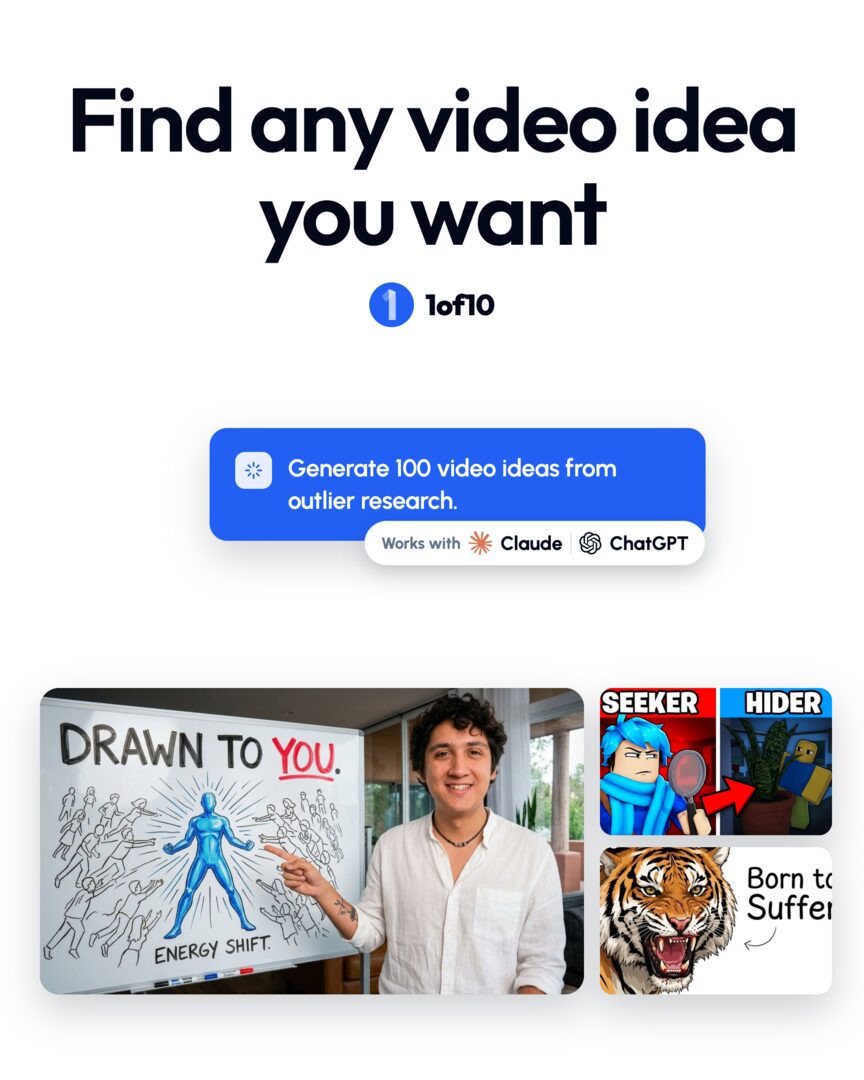 Find any video idea
you want
1 1of10
Generate 100 video ideas from
outlier research.
Works with Claude ChatGPT
DRAWN TO YOU.
ENERGY SHIFT.
SEEKER HIDER
Born to
Suffer